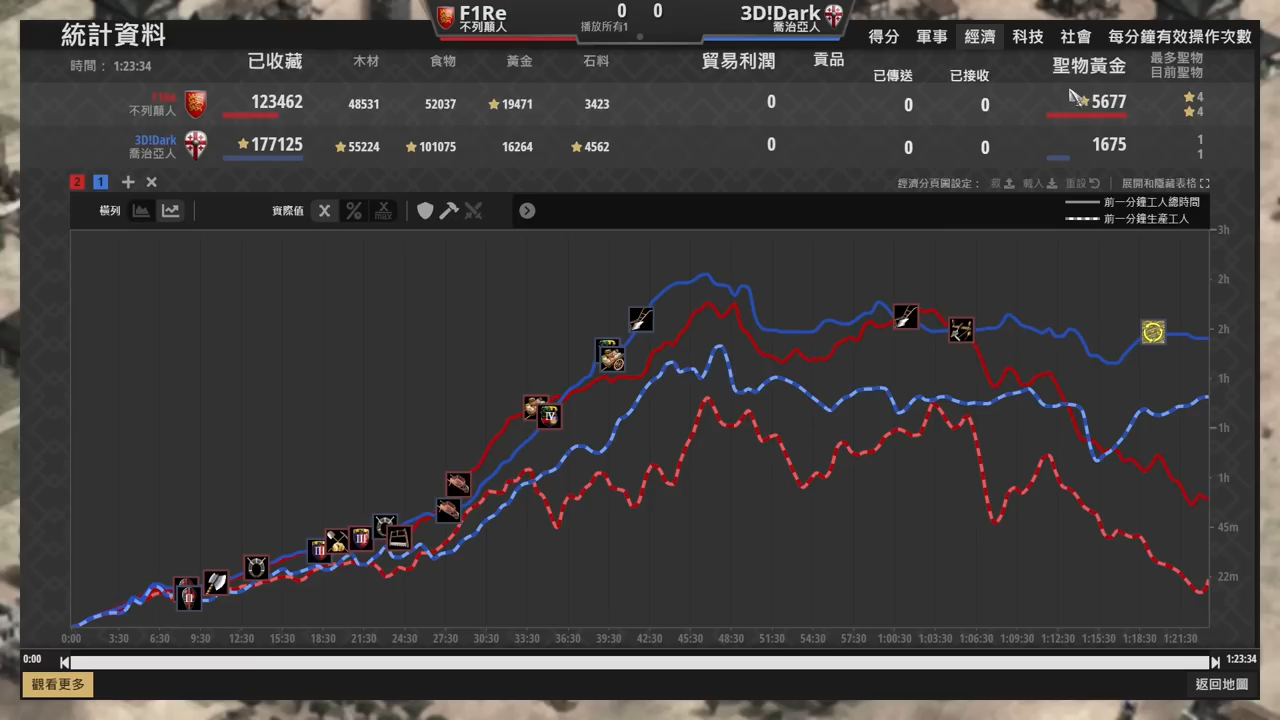 F1Re 0 0 3D!Dark
不列顛人 播放所有1 喬治亞人
統計資料
得分 軍事 經濟 科技 社會 每分鐘有效操作次數
時間： 1:23:34 已收藏 木材 食物 黃金 石料 貿易利潤 貢品 已傳送 已接收 聖物黃金 最多聖物
目前聖物
F1Re
不列顛人
123462 48531 52037 19471 3423 0 0 0 5677 4
4
3D!Dark
喬治亞人
177125 55224 101075 16264 4562 0 0 0 1675 1
1
2 1
經濟分頁圖設定： 載入 重設 展開和隱藏表格
橫列 實際值 X % X
max
前一分鐘工人總時間
前一分鐘生產工人
3h
2h
2h
1h
1h
1h
45m
22m
II
III
III
IV
0:00 3:30 6:30 9:30 12:30 15:30 18:30 21:30 24:30 27:30 30:30 33:30 36:30 39:30 42:30 45:30 48:30 51:30 54:30 57:30 1:00:30 1:03:30 1:06:30 1:09:30 1:12:30 1:15:30 1:18:30 1:21:30
0:00 1:23:34
觀看更多 返回地圖